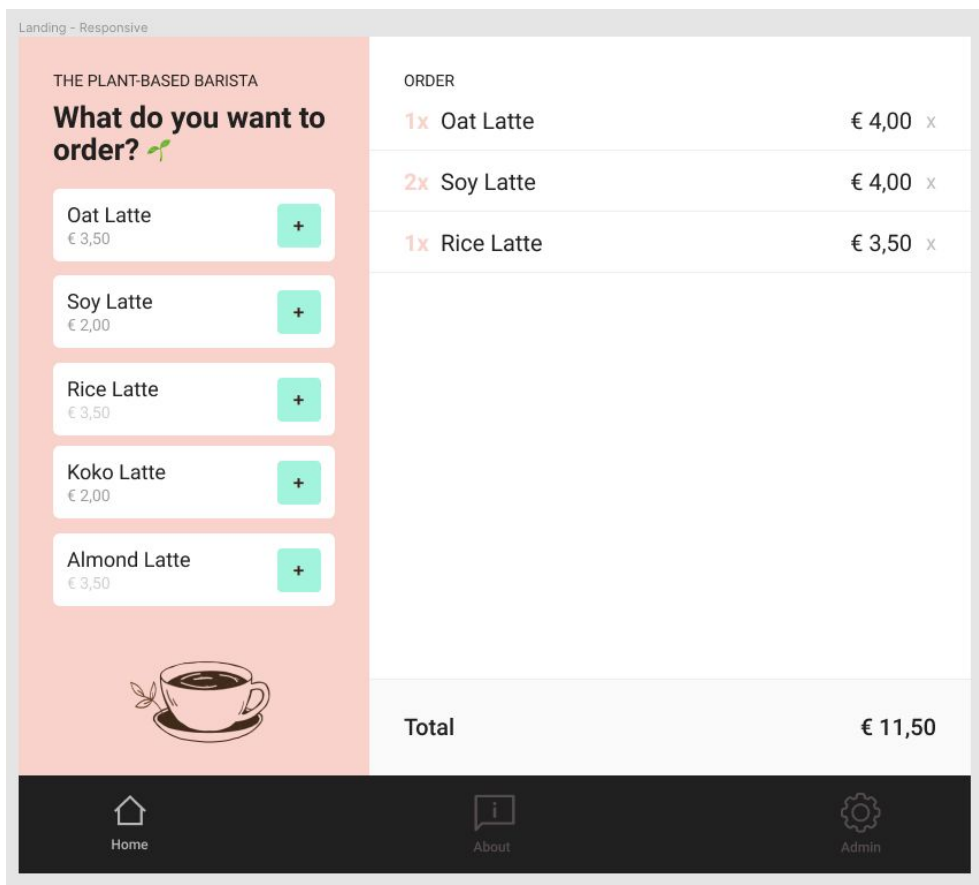 Landing - Responsive
THE PLANT-BASED BARISTA
What do you want to
order? 🌱
Oat Latte
€ 3,50
+
Soy Latte
€ 2,00
+
Rice Latte
€ 3,50
+
Koko Latte
€ 2,00
+
Almond Latte
€ 3,50
+
ORDER
1x Oat Latte € 4,00 x
2x Soy Latte € 4,00 x
1x Rice Latte € 3,50 x
Total € 11,50
Home About Admin